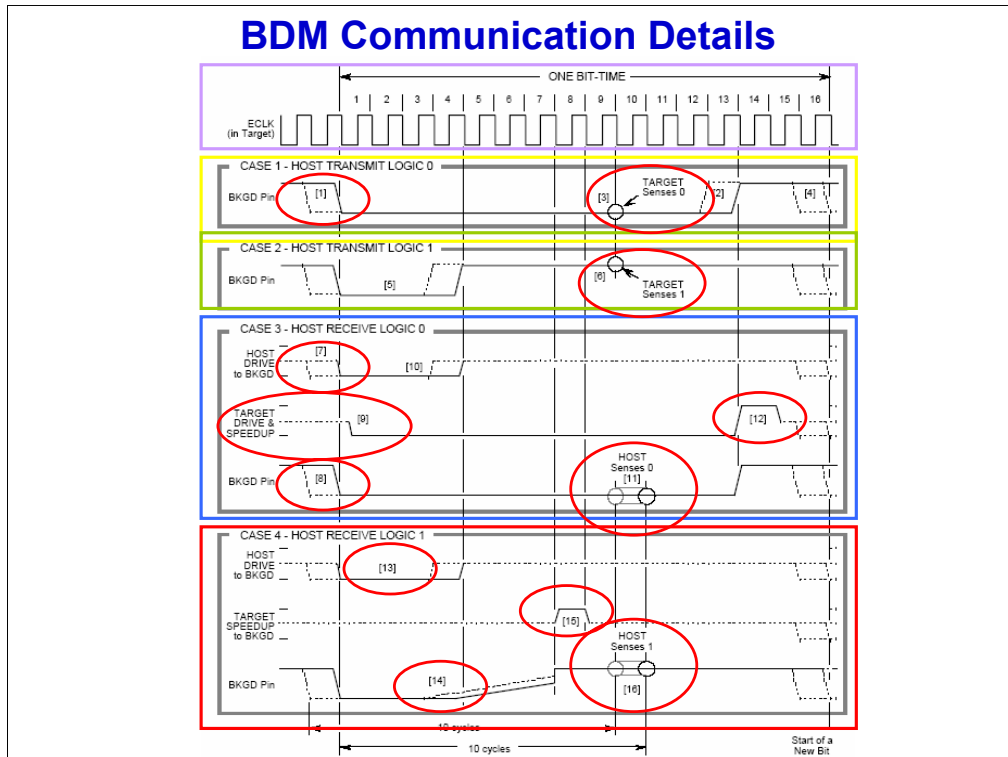 BDM Communication Details
ONE BIT-TIME
1 2 3 4 5 6 7 8 9 10 11 12 13 14 15 16
ECLK
(in Target)
CASE 1 - HOST TRANSMIT LOGIC 0
BKGD Pin
[1]
[3]
TARGET
Senses 0
[2]
[4]
CASE 2 - HOST TRANSMIT LOGIC 1
BKGD Pin
[5]
[6]
TARGET
Senses 1
CASE 3 - HOST RECEIVE LOGIC 0
HOST
DRIVE
to BKGD
[7]
[10]
TARGET
DRIVE &
SPEEDUP
[9]
[12]
BKGD Pin
[8]
HOST
Senses 0
[11]
CASE 4 - HOST RECEIVE LOGIC 1
HOST
DRIVE
to BKGD
[13]
TARGET
SPEEDUP
to BKGD
[15]
BKGD Pin
[14]
HOST
Senses 1
[16]
10 cycles
10 cycles
Start of a
New Bit